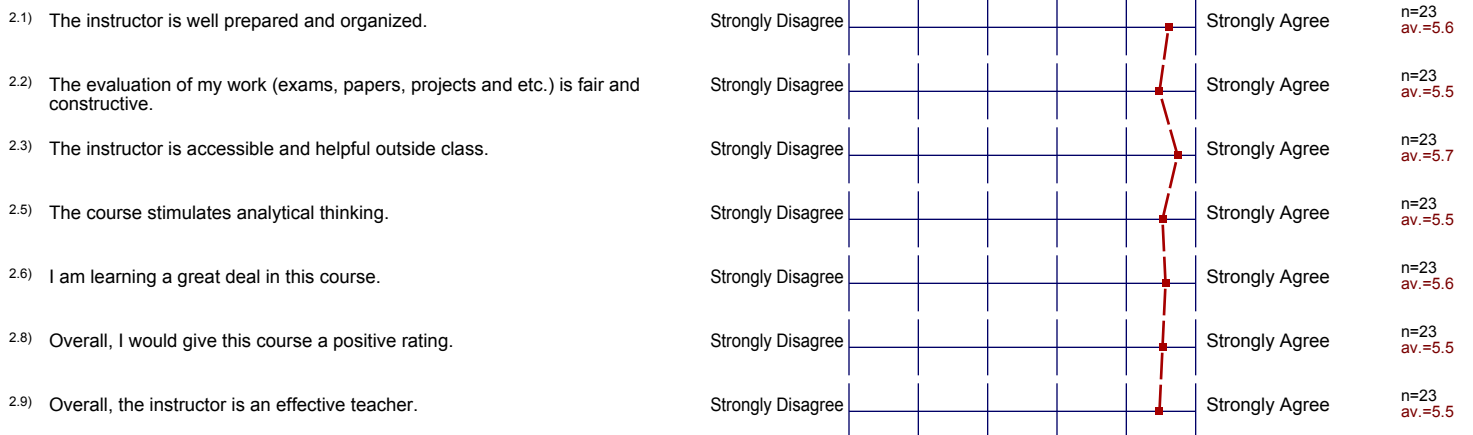 2.1) The instructor is well prepared and organized. Strongly Disagree Strongly Agree n=23
av.=5.6
2.2) The evaluation of my work (exams, papers, projects and etc.) is fair and Strongly Disagree Strongly Agree n=23
constructive. av.=5.5
2.3) The instructor is accessible and helpful outside class. Strongly Disagree Strongly Agree n=23
av.=5.7
2.5) The course stimulates analytical thinking. Strongly Disagree Strongly Agree n=23
av.=5.5
2.6) I am learning a great deal in this course. Strongly Disagree Strongly Agree n=23
av.=5.6
2.8) Overall, I would give this course a positive rating. Strongly Disagree Strongly Agree n=23
av.=5.5
2.9) Overall, the instructor is an effective teacher. Strongly Disagree Strongly Agree n=23
av.=5.5